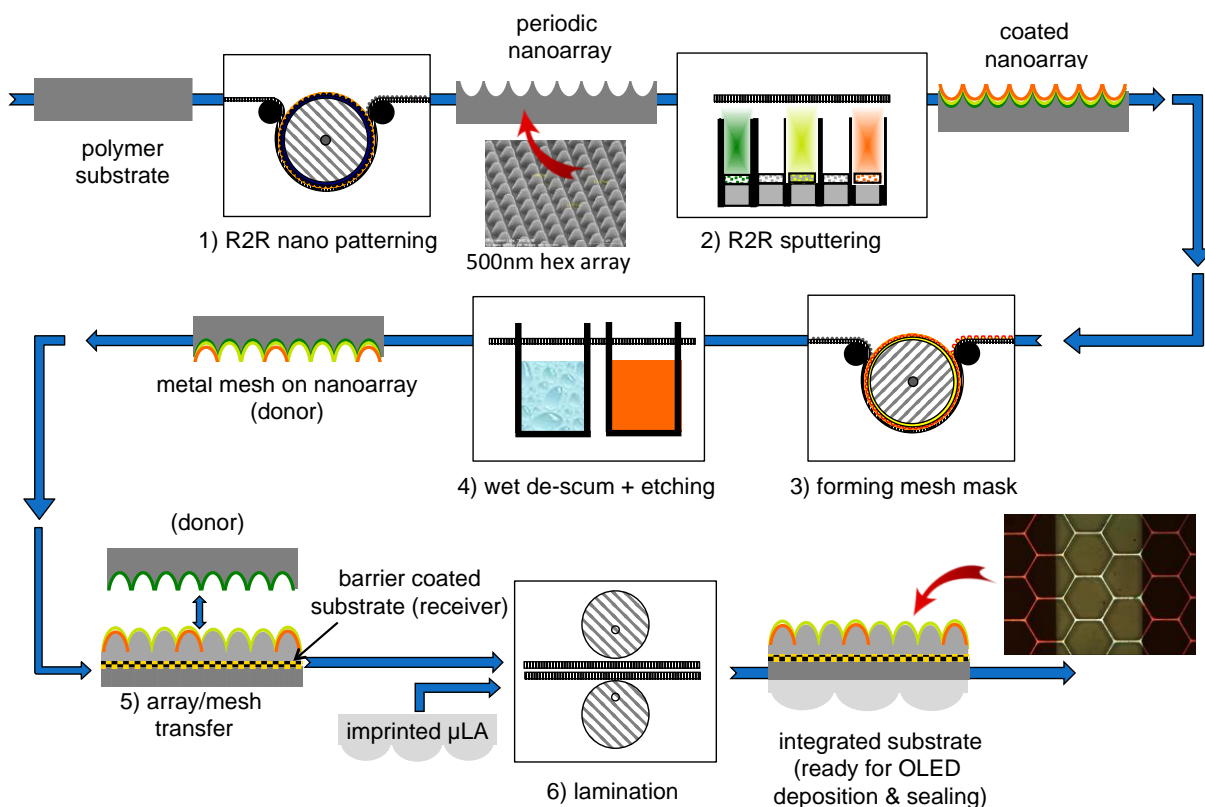 periodic
nanoarray
coated
nanoarray
polymer
substrate
1) R2R nano patterning
500nm hex array
2) R2R sputtering
metal mesh on nanoarray
(donor)
4) wet de-scum + etching
3) forming mesh mask
(donor)
barrier coated
substrate (receiver)
5) array/mesh
transfer
imprinted µLA
6) lamination
integrated substrate
(ready for OLED
deposition & sealing)